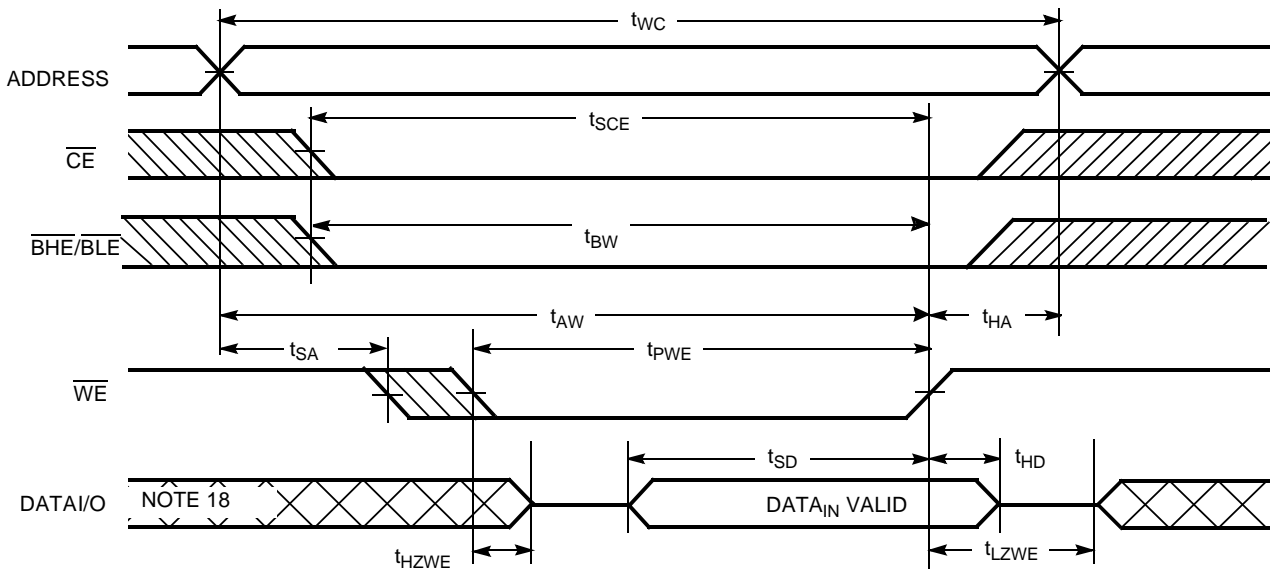 tWC
ADDRESS
tSCE
CE
tBW
BHE/BLE
tAW
tHA
tSA
tPWE
WE
tSD
tHD
DATAI/O
NOTE 18
DATAIN VALID
tHZWE
tLZWE